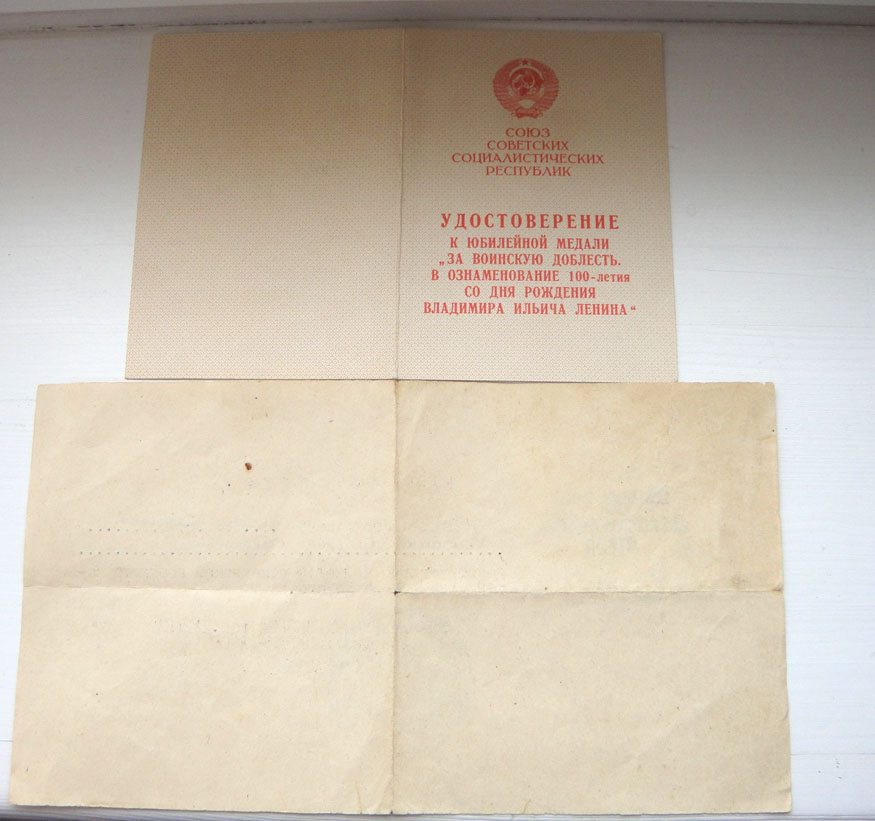 СОЮЗ
СОВЕТСКИХ
СОЦИАЛИСТИЧЕСКИХ
РЕСПУБЛИК
УДОСТОВЕРЕНИЕ
К ЮБИЛЕЙНОЙ МЕДАЛИ
„ЗА ВОИНСКУЮ ДОБЛЕСТЬ.
В ОЗНАМЕНОВАНИЕ 100-летия
СО ДНЯ РОЖДЕНИЯ
ВЛАДИМИРА ИЛЬИЧА ЛЕНИНА“